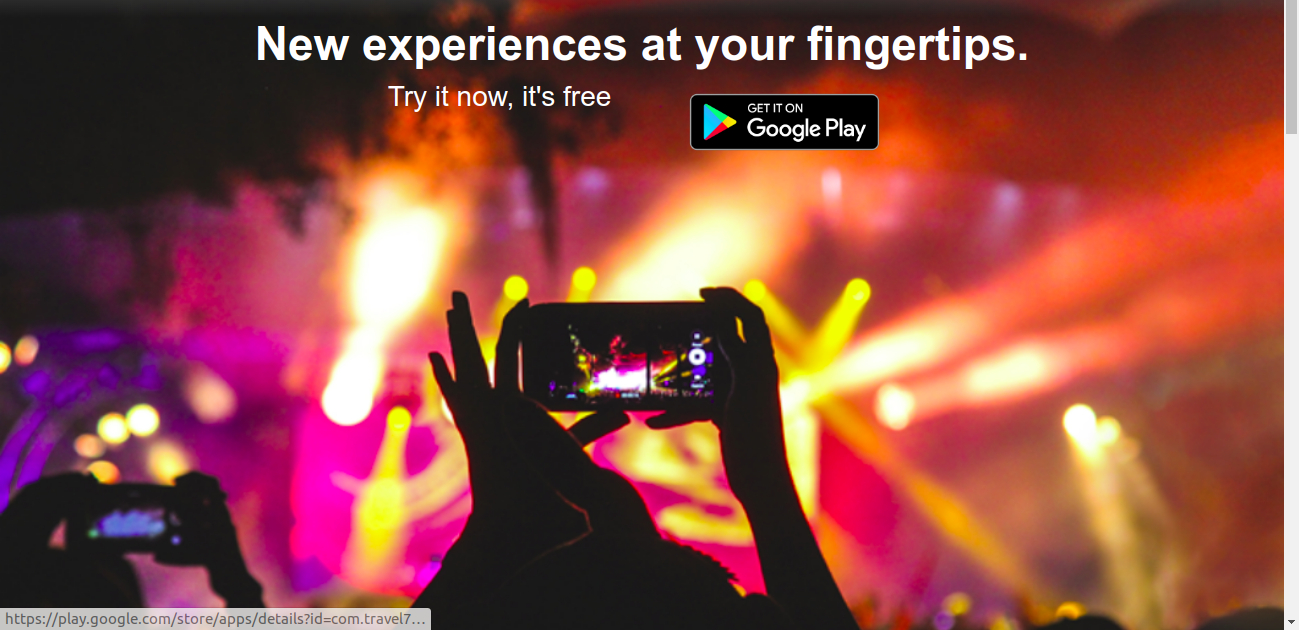 New experiences at your fingertips.
Try it now, it's free
GET IT ON
Google Play
https://play.google.com/store/apps/details?id=com.travel7...